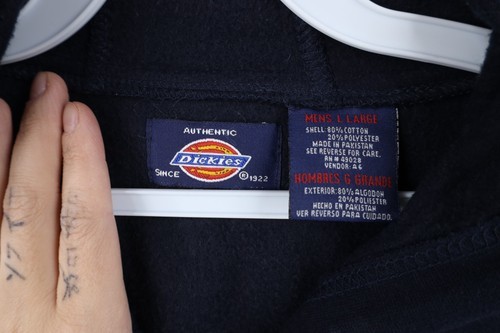 AUTHENTIC
Dickies
SINCE ® 1922
MENS L LARGE
SHELL 80% COTTON
20% POLYESTER
MADE IN PAKISTAN
SEE REVERSE FOR CARE.
RN# 49028
VENDOR: A6
HOMBRES G GRANDE
EXTERIOR: 80% ALGODON
20% POLIESTER
HECHO EN PAKISTAN
VER REVERSO PARA CUIDADO.